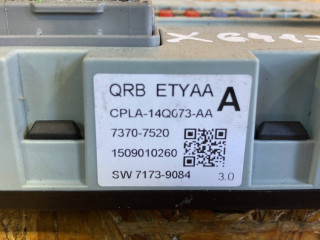 QRB ETYAA
A
CPLA-14Q073-AA
7370-7520
1509010260
SW 7173-9084 3.0